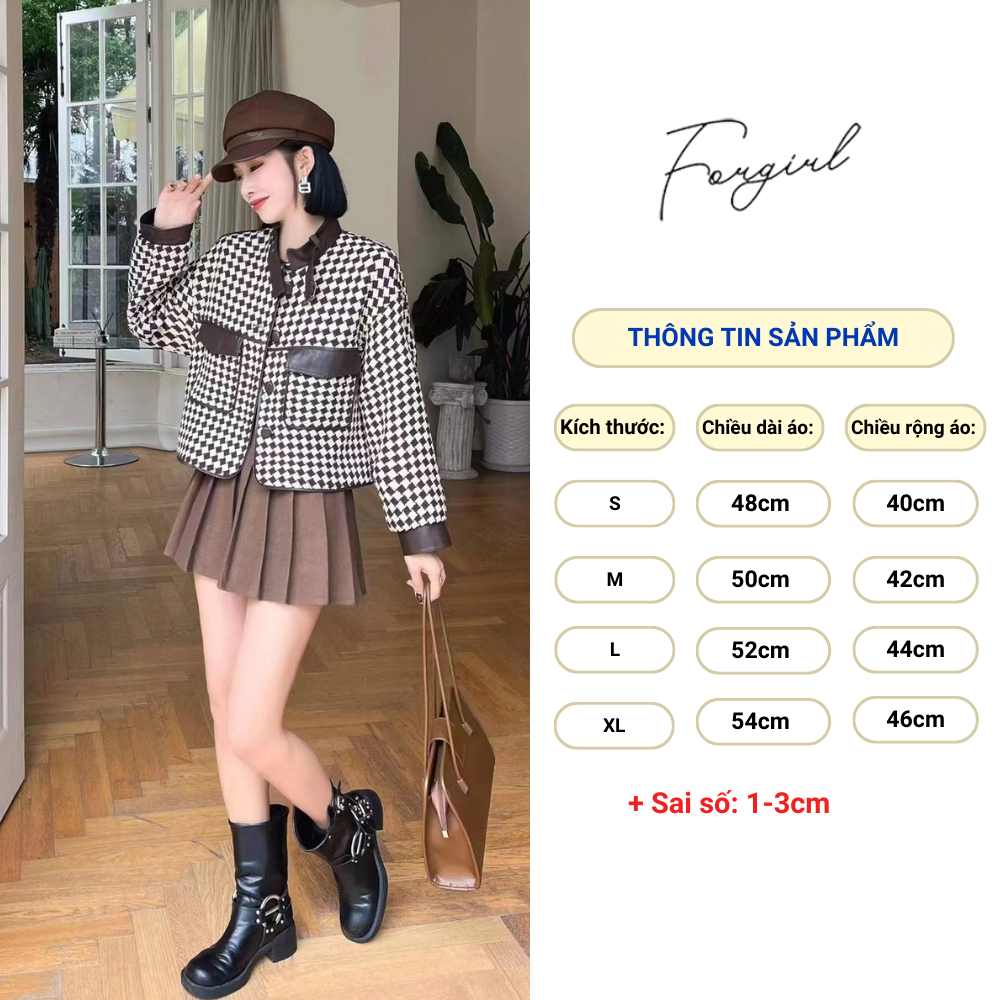 Forgirl
THÔNG TIN SẢN PHẨM
Kích thước: Chiều dài áo: Chiều rộng áo:
S 48cm 40cm
M 50cm 42cm
L 52cm 44cm
XL 54cm 46cm
+ Sai số: 1-3cm